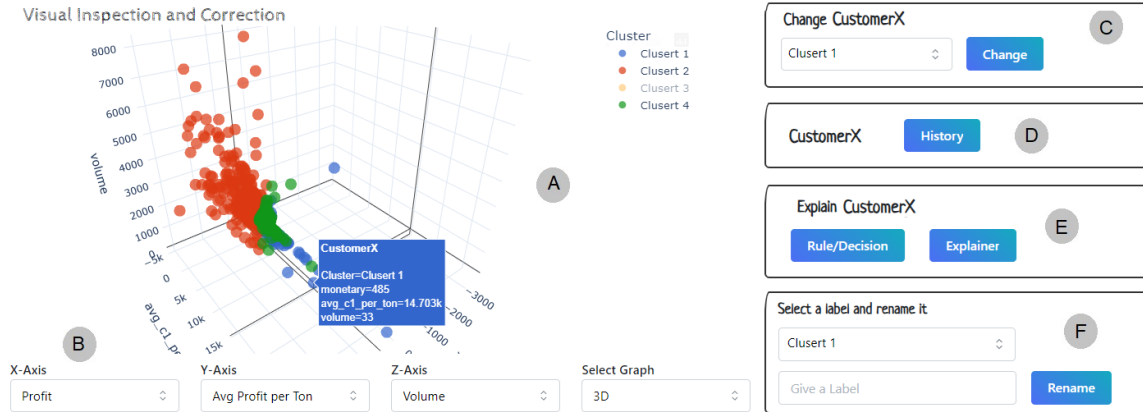 Visual Inspection and Correction
Cluster
Clusert 1
Clusert 2
Clusert 3
Clusert 4
8000
7000
6000
5000
4000
3000
2000
1000
0
volume
−5k
0
5k
10k
15k
avg_c1_pr
−3000
−2000
−1000
0
CustomerX
Cluster=Clusert 1
monetary=485
avg_c1_per_ton=14.703k
volume=33
A
B
X-Axis
Profit
Y-Axis
Avg Profit per Ton
Z-Axis
Volume
Select Graph
3D
Change CustomerX
C
Clusert 1
Change
CustomerX
History
D
Explain CustomerX
E
Rule/Decision
Explainer
Select a label and rename it
F
Clusert 1
Give a Label
Rename